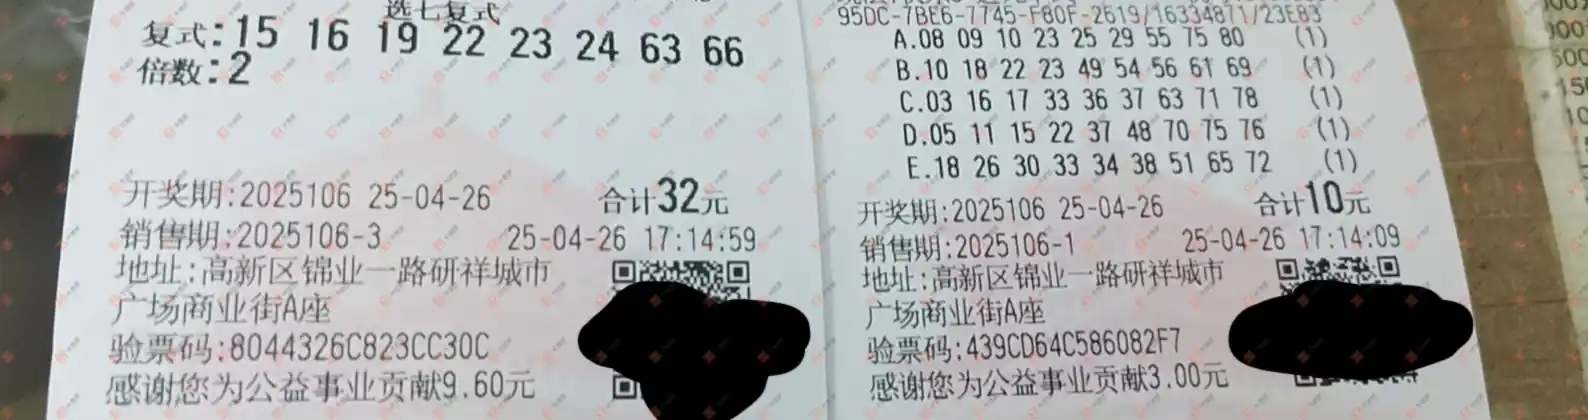 选七复式
复式:15 16 19 22 23 24 63 66
倍数:2
开奖期:2025106 25-04-26 合计32元
销售期:2025106-3 25-04-26 17:14:59
地址:高新区锦业一路研祥城市
广场商业街A座
验票码:8044326C823CC30C
感谢您为公益事业贡献9.60元
95DC-7BE6-7745-F80F-2619/16334871/23E83
A.08 09 10 23 25 29 55 75 80 (1)
B.10 18 22 23 49 54 56 61 69 (1)
C.03 16 17 33 36 37 63 71 78 (1)
D.05 11 15 22 37 48 70 75 76 (1)
E.18 26 30 33 34 38 51 65 72 (1)
开奖期:2025106 25-04-26 合计10元
销售期:2025106-1 25-04-26 17:14:09
地址:高新区锦业一路研祥城市
广场商业街A座
验票码:439CD64C586082F7
感谢您为公益事业贡献3.00元